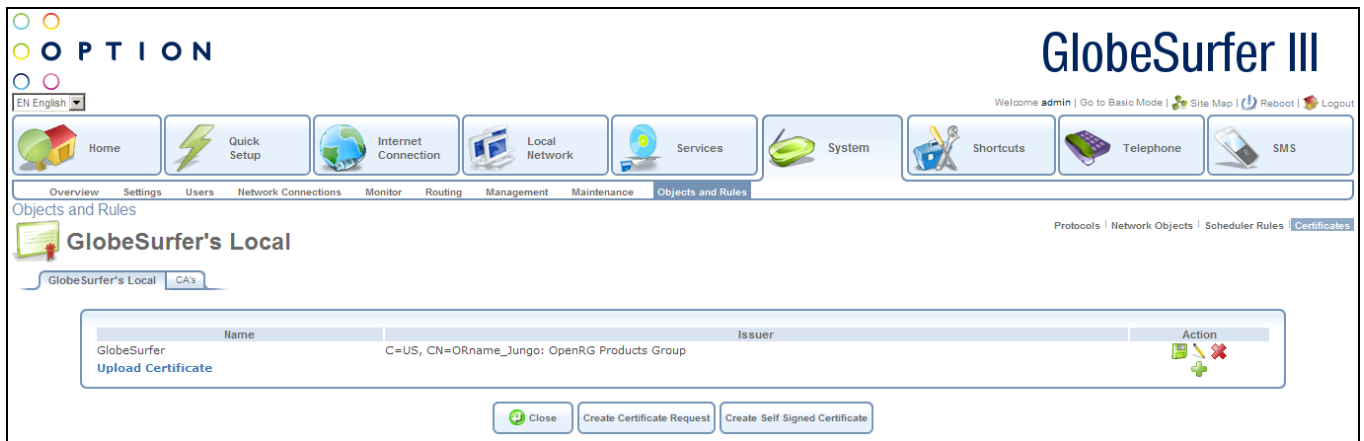 OPTION
GlobeSurfer III
EN English
Welcome admin | Go to Basic Mode | Site Map | Reboot | Logout
Home
Quick Setup
Internet Connection
Local Network
Services
System
Shortcuts
Telephone
SMS
Overview Settings Users Network Connections Monitor Routing Management Maintenance Objects and Rules
Objects and Rules
Protocols | Network Objects | Scheduler Rules | Certificates
GlobeSurfer's Local
GlobeSurfer's Local CA's
Name Issuer Action
GlobeSurfer C=US, CN=ORname_Jungo: OpenRG Products Group
Upload Certificate
Close Create Certificate Request Create Self Signed Certificate